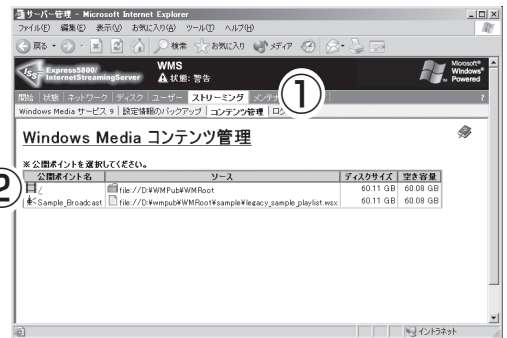 サーバー管理 - Microsoft Internet Explorer
ファイル(F) 編集(E) 表示(V) お気に入り(A) ツール(T) ヘルプ(H)
戻る 検索 お気に入り メディア
ISS Express5800/ InternetStreamingServer
WMS
状態: 警告
Microsoft® Windows® Powered
開始 状態 ネットワーク ディスク ユーザー ストリーミング ?
①
Windows Media サービス 9 設定情報のバックアップ コンテンツ管理
Windows Media コンテンツ管理
※公開ポイントを選択してください。
②
公開ポイント名 ソース ディスクサイズ 空き容量
/ file://D:¥WMPub¥WMRoot 60.11 GB 60.08 GB
Sample_Broadcast file://D:¥wmpub¥WMRoot¥sample¥legacy_sample_playlist.wsx 60.11 GB 60.08 GB
イントラネット